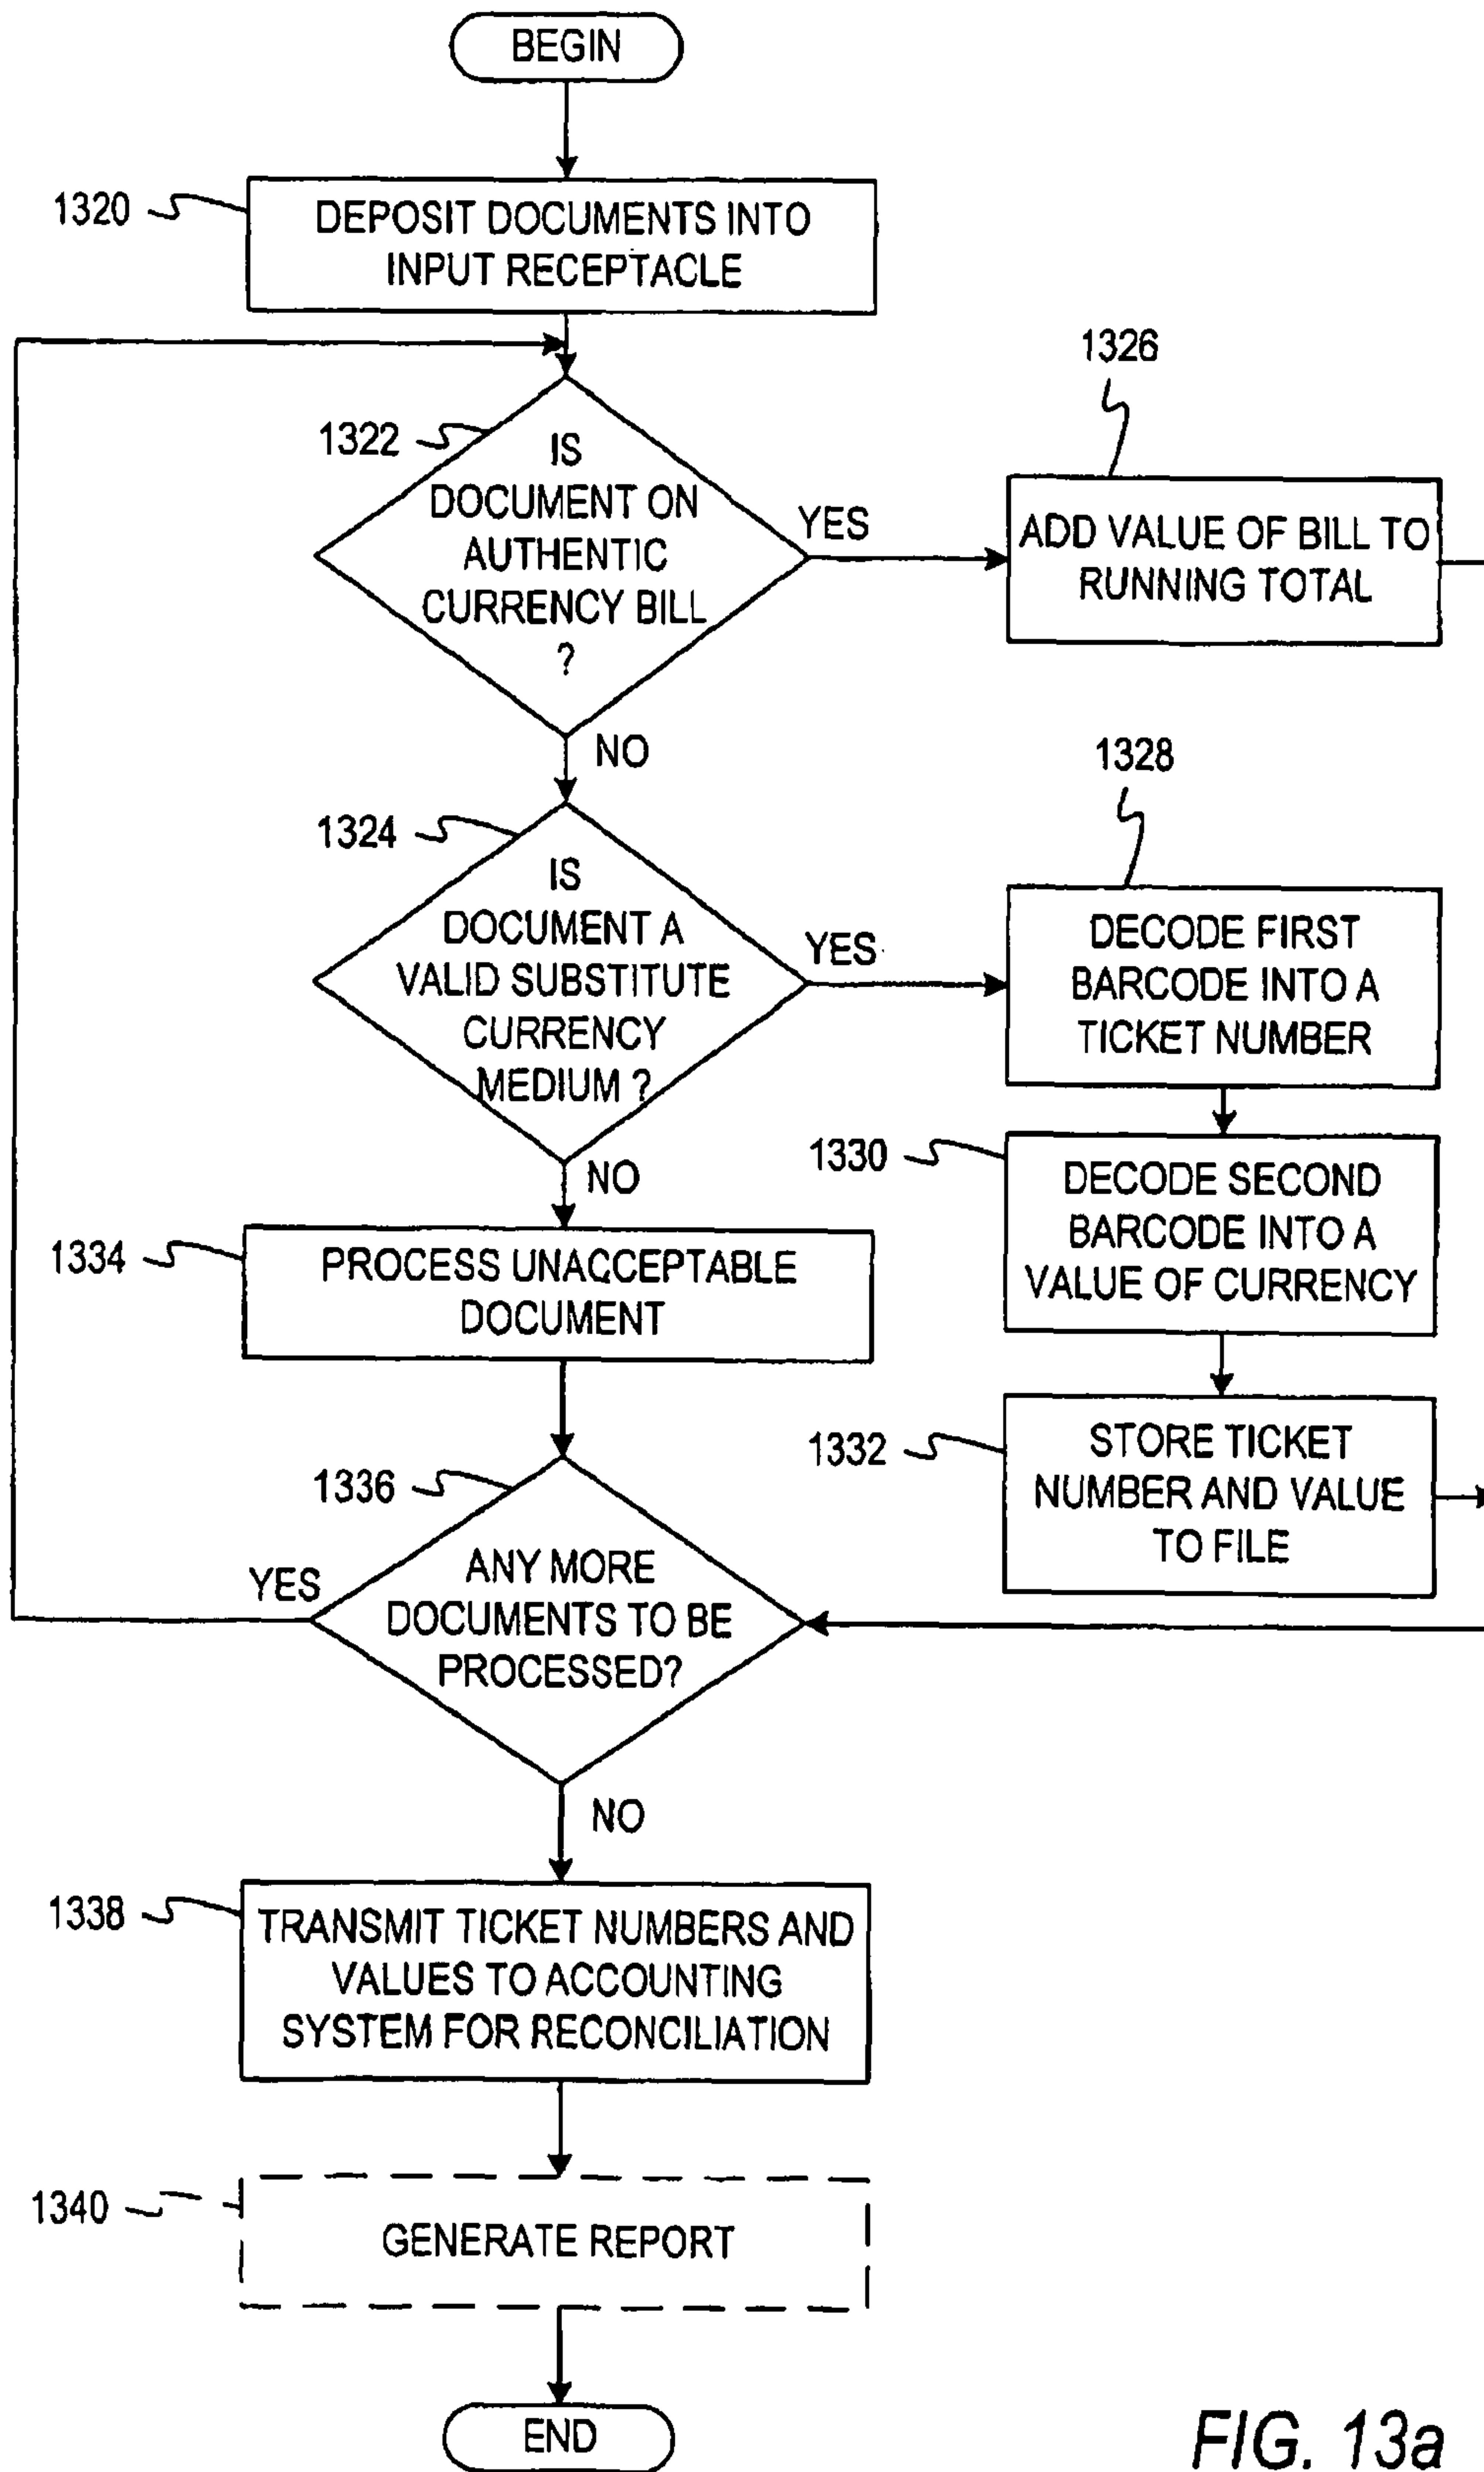 BEGIN
1320
DEPOSIT DOCUMENTS INTO
INPUT RECEPTACLE
1322
IS
DOCUMENT ON
AUTHENTIC
CURRENCY BILL
?
YES
1326
ADD VALUE OF BILL TO
RUNNING TOTAL
NO
1324
IS
DOCUMENT A
VALID SUBSTITUTE
CURRENCY
MEDIUM ?
YES
1328
DECODE FIRST
BARCODE INTO A
TICKET NUMBER
1330
DECODE SECOND
BARCODE INTO A
VALUE OF CURRENCY
1332
STORE TICKET
NUMBER AND VALUE
TO FILE
NO
1334
PROCESS UNACCEPTABLE
DOCUMENT
1336
ANY MORE
DOCUMENTS TO BE
PROCESSED?
YES
NO
1338
TRANSMIT TICKET NUMBERS AND
VALUES TO ACCOUNTING
SYSTEM FOR RECONCILIATION
1340
GENERATE REPORT
END
FIG. 13a